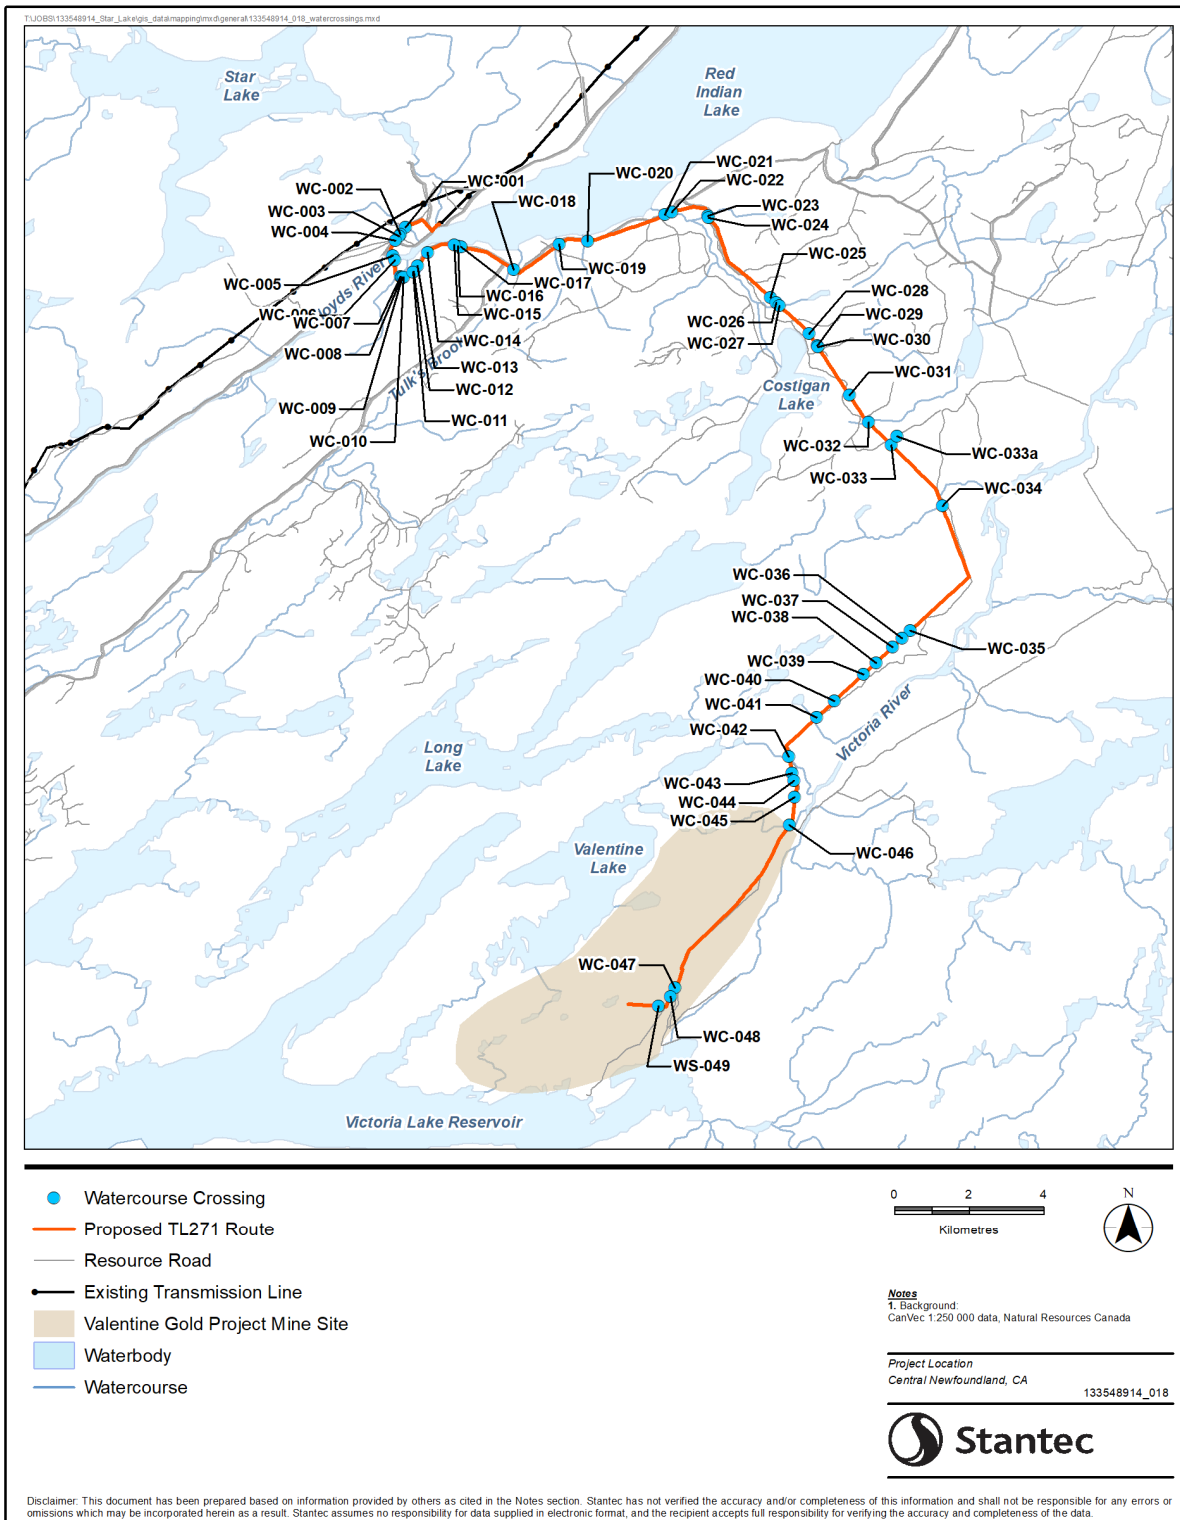 T:\JOBS\133548914_Star_Lake\gis_data\mapping\mxd\general\133548914_018_watercrossings.mxd
Star
Lake
Red
Indian
Lake
WC-021
WC-022
WC-020
WC-001
WC-002
WC-018
WC-003
WC-004
WC-023
WC-024
WC-025
WC-019
WC-017
WC-005
WC-016
WC-015
WC-028
WC-029
WC-030
WC-026
WC-027
WC-007
WC-014
WC-008
WC-013
WC-031
WC-012
WC-009
WC-011
WC-010
Tulk's Brook
Costigan
Lake
WC-032
WC-033a
WC-033
WC-034
WC-036
WC-037
WC-038
WC-035
WC-039
WC-040
WC-041
WC-042
Victoria River
Long
Lake
WC-043
WC-044
WC-045
Valentine
Lake
WC-046
WC-047
WC-048
WS-049
Victoria Lake Reservoir
Watercourse Crossing
Proposed TL271 Route
Resource Road
Existing Transmission Line
Valentine Gold Project Mine Site
Waterbody
Watercourse
0 2 4
Kilometres
N
Notes
1. Background:
CanVec 1:250 000 data, Natural Resources Canada
Project Location
Central Newfoundland, CA
133548914_018
Stantec
Disclaimer: This document has been prepared based on information provided by others as cited in the Notes section. Stantec has not verified the accuracy and/or completeness of this information and shall not be responsible for any errors or
omissions which may be incorporated herein as a result. Stantec assumes no responsibility for data supplied in electronic format, and the recipient accepts full responsibility for verifying the accuracy and completeness of the data.